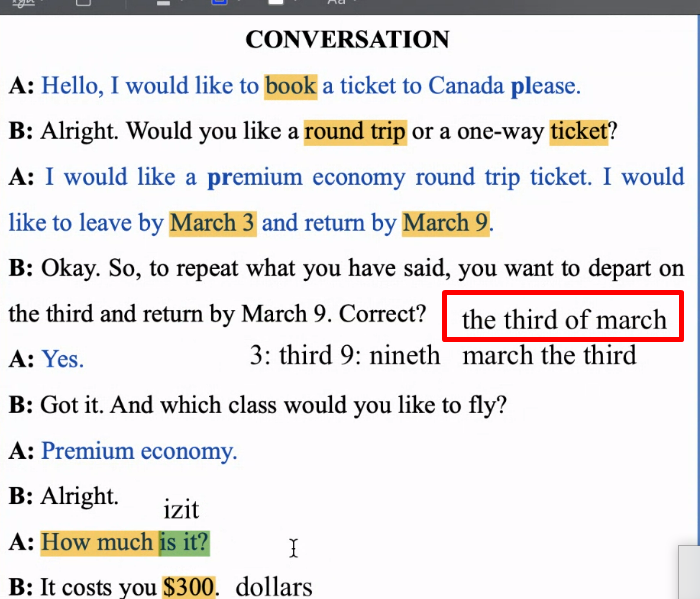 Aa
CONVERSATION
A: Hello, I would like to book a ticket to Canada please.
B: Alright. Would you like a round trip or a one-way ticket?
A: I would like a premium economy round trip ticket. I would
like to leave by March 3 and return by March 9.
B: Okay. So, to repeat what you have said, you want to depart on
the third and return by March 9. Correct? the third of march
A: Yes. 3: third 9: nineth march the third
B: Got it. And which class would you like to fly?
A: Premium economy.
B: Alright.
izit
A: How much is it?
B: It costs you $300. dollars